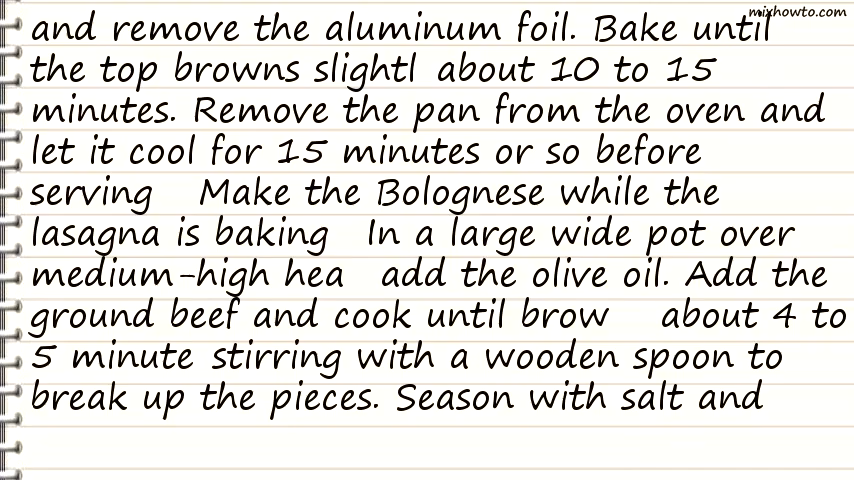 mixhowto.com
and remove the aluminum foil. Bake until
the top browns slightl about 10 to 15
minutes. Remove the pan from the oven and
let it cool for 15 minutes or so before
serving Make the Bolognese while the
lasagna is baking In a large wide pot over
medium-high hea add the olive oil. Add the
ground beef and cook until brow about 4 to
5 minute stirring with a wooden spoon to
break up the pieces. Season with salt and